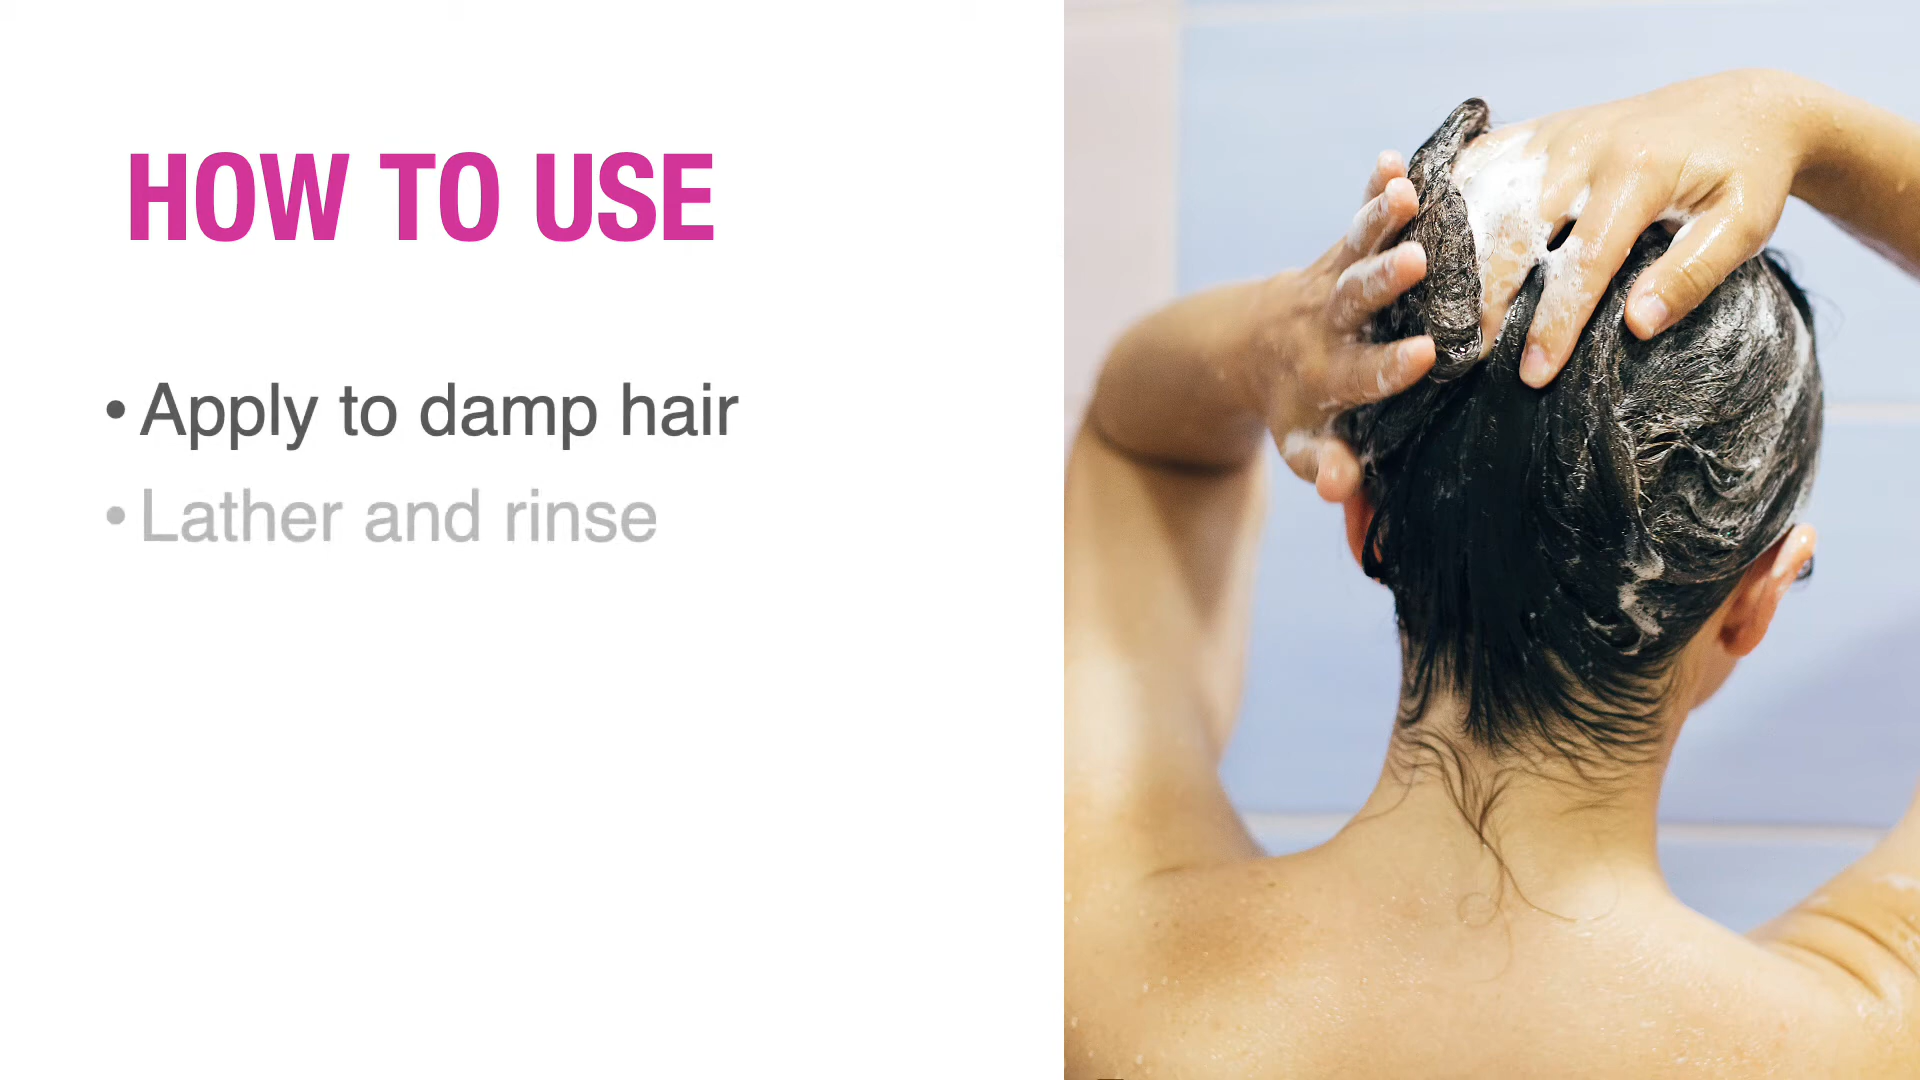 HOW TO USE
• Apply to damp hair
• Lather and rinse